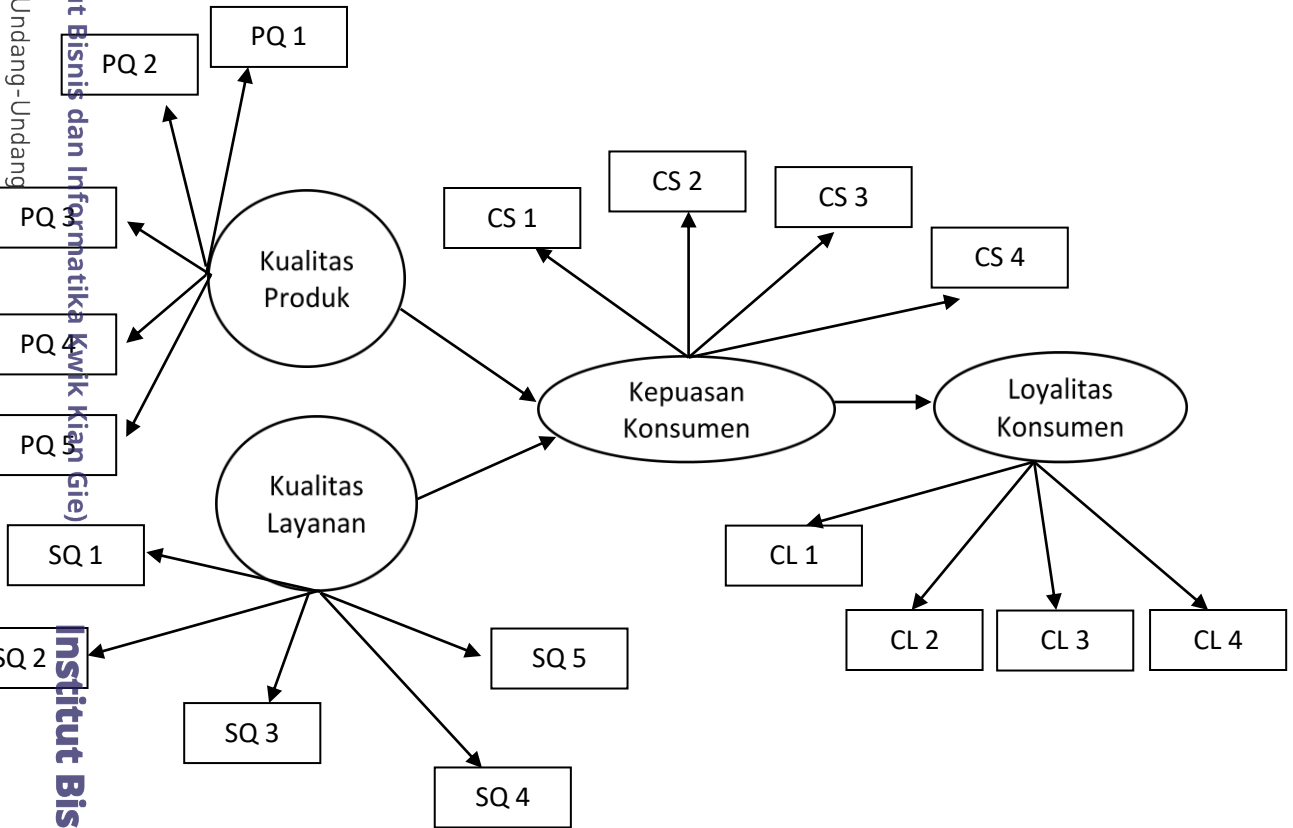 Undang-Undang
ut Bisnis dan Informatika Kwik Kian Gie)
Institut Bis
PQ 1
PQ 2
PQ 3
PQ 4
PQ 5
Kualitas
Produk
CS 1
CS 2
CS 3
CS 4
Kepuasan
Konsumen
Loyalitas
Konsumen
Kualitas
Layanan
SQ 1
SQ 2
SQ 3
SQ 4
SQ 5
CL 1
CL 2
CL 3
CL 4